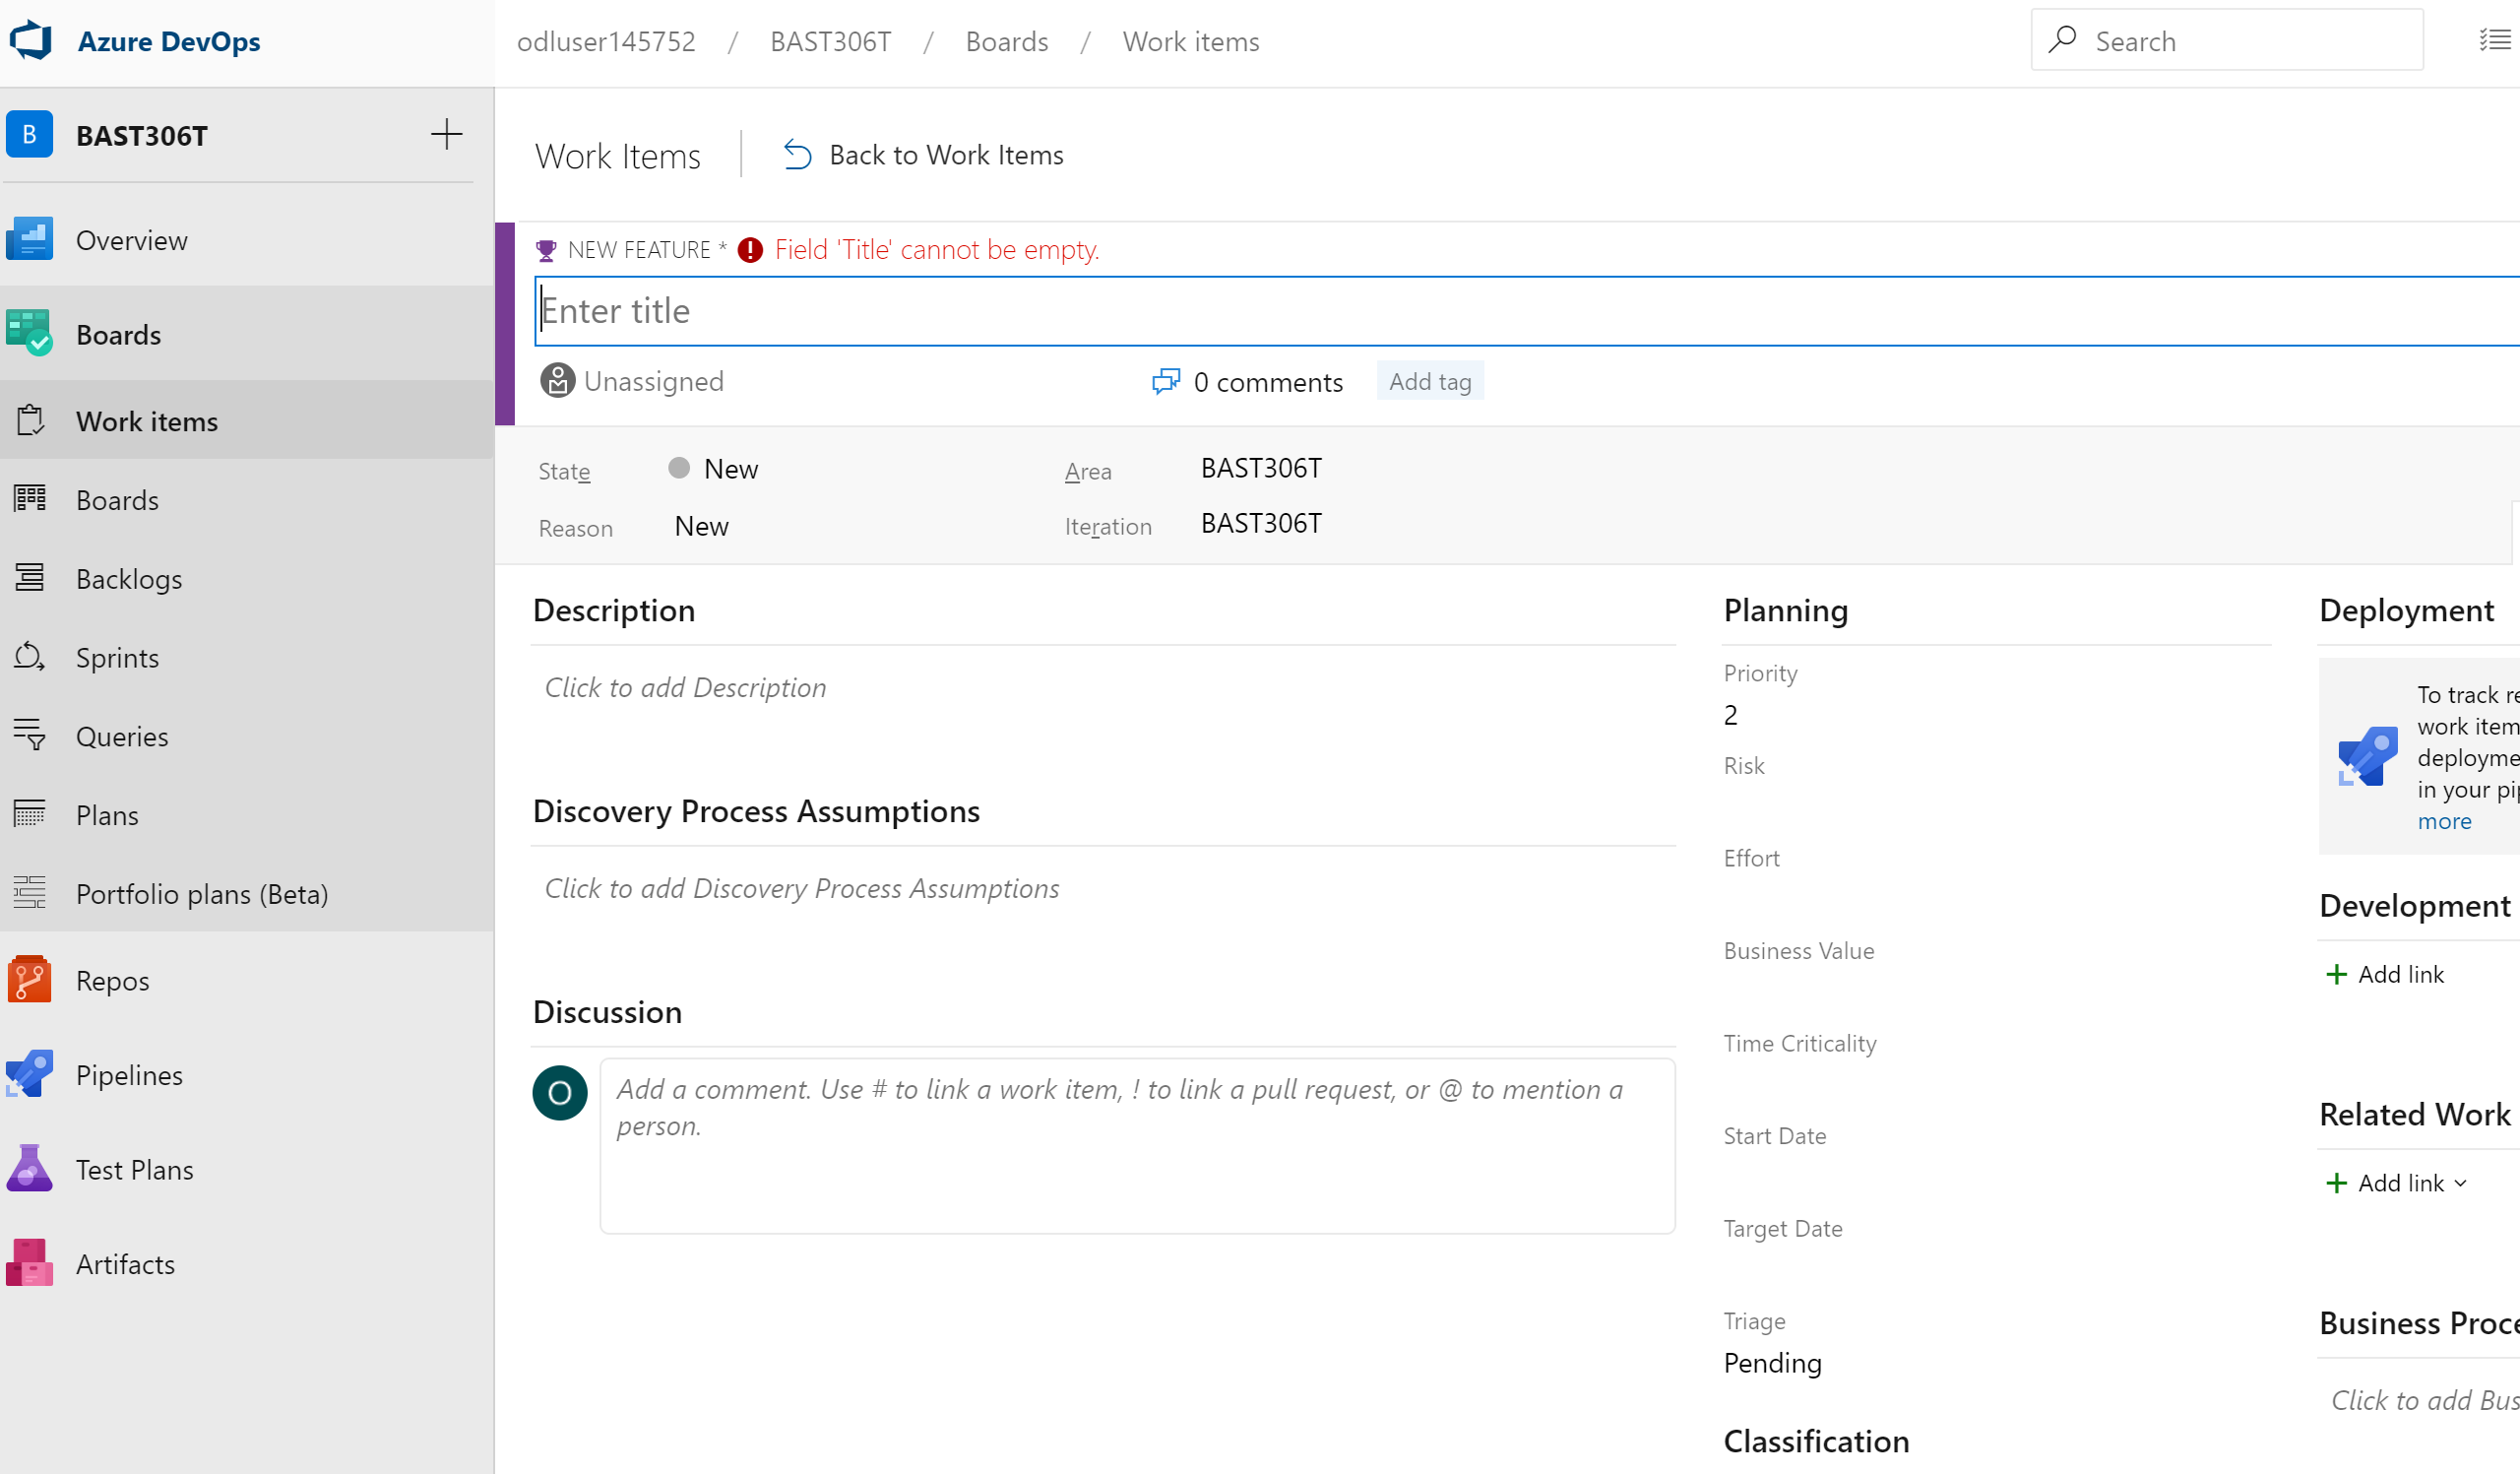 Azure DevOps
odluser145752 / BAST306T / Boards / Work items
Search
B BAST306T
Overview
Boards
Work items
Boards
Backlogs
Sprints
Queries
Plans
Portfolio plans (Beta)
Repos
Pipelines
Test Plans
Artifacts
Work Items
Back to Work Items
NEW FEATURE * Field 'Title' cannot be empty.
Enter title
Unassigned
0 comments
Add tag
State New
Area BAST306T
Reason New
Iteration BAST306T
Description
Click to add Description
Discovery Process Assumptions
Click to add Discovery Process Assumptions
Discussion
O
Add a comment. Use # to link a work item, ! to link a pull request, or @ to mention a
person.
Planning
Priority
2
Risk
Effort
Business Value
Time Criticality
Start Date
Target Date
Triage
Pending
Classification
Deployment
To track
work item
in your
more
Development
Add link
Related Work
Add link
Business
Click to add